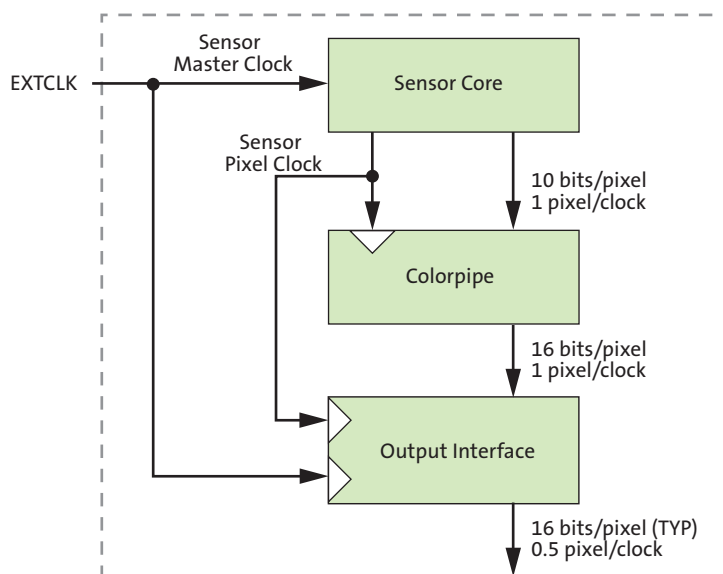 Sensor
Master Clock
EXTCLK
Sensor Core
Sensor
Pixel Clock
10 bits/pixel
1 pixel/clock
Colorpipe
16 bits/pixel
1 pixel/clock
Output Interface
16 bits/pixel (TYP)
0.5 pixel/clock